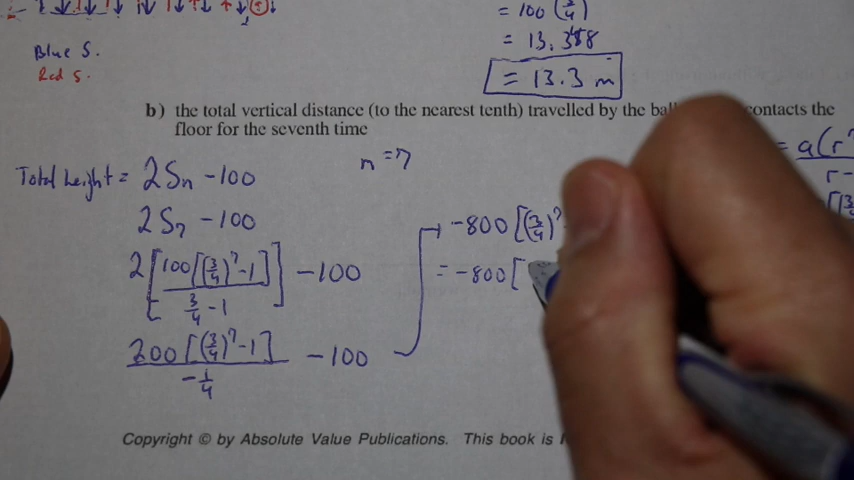 = 100 (3/4)
= 13.348
= 13.3 m
Blue S.
Red S.
b) the total vertical distance (to the nearest tenth) travelled by the contacts the
floor for the seventh time
Total height = 2Sn -100
n = 7
2S7 -100
2[100[(3/4)^7 -1] / 3/4 -1] -100
200[(3/4)^7 -1] / -1/4 -100
-800[(3/4)^7
= -800[
= a(r
r -
Copyright © by Absolute Value Publications. This book is